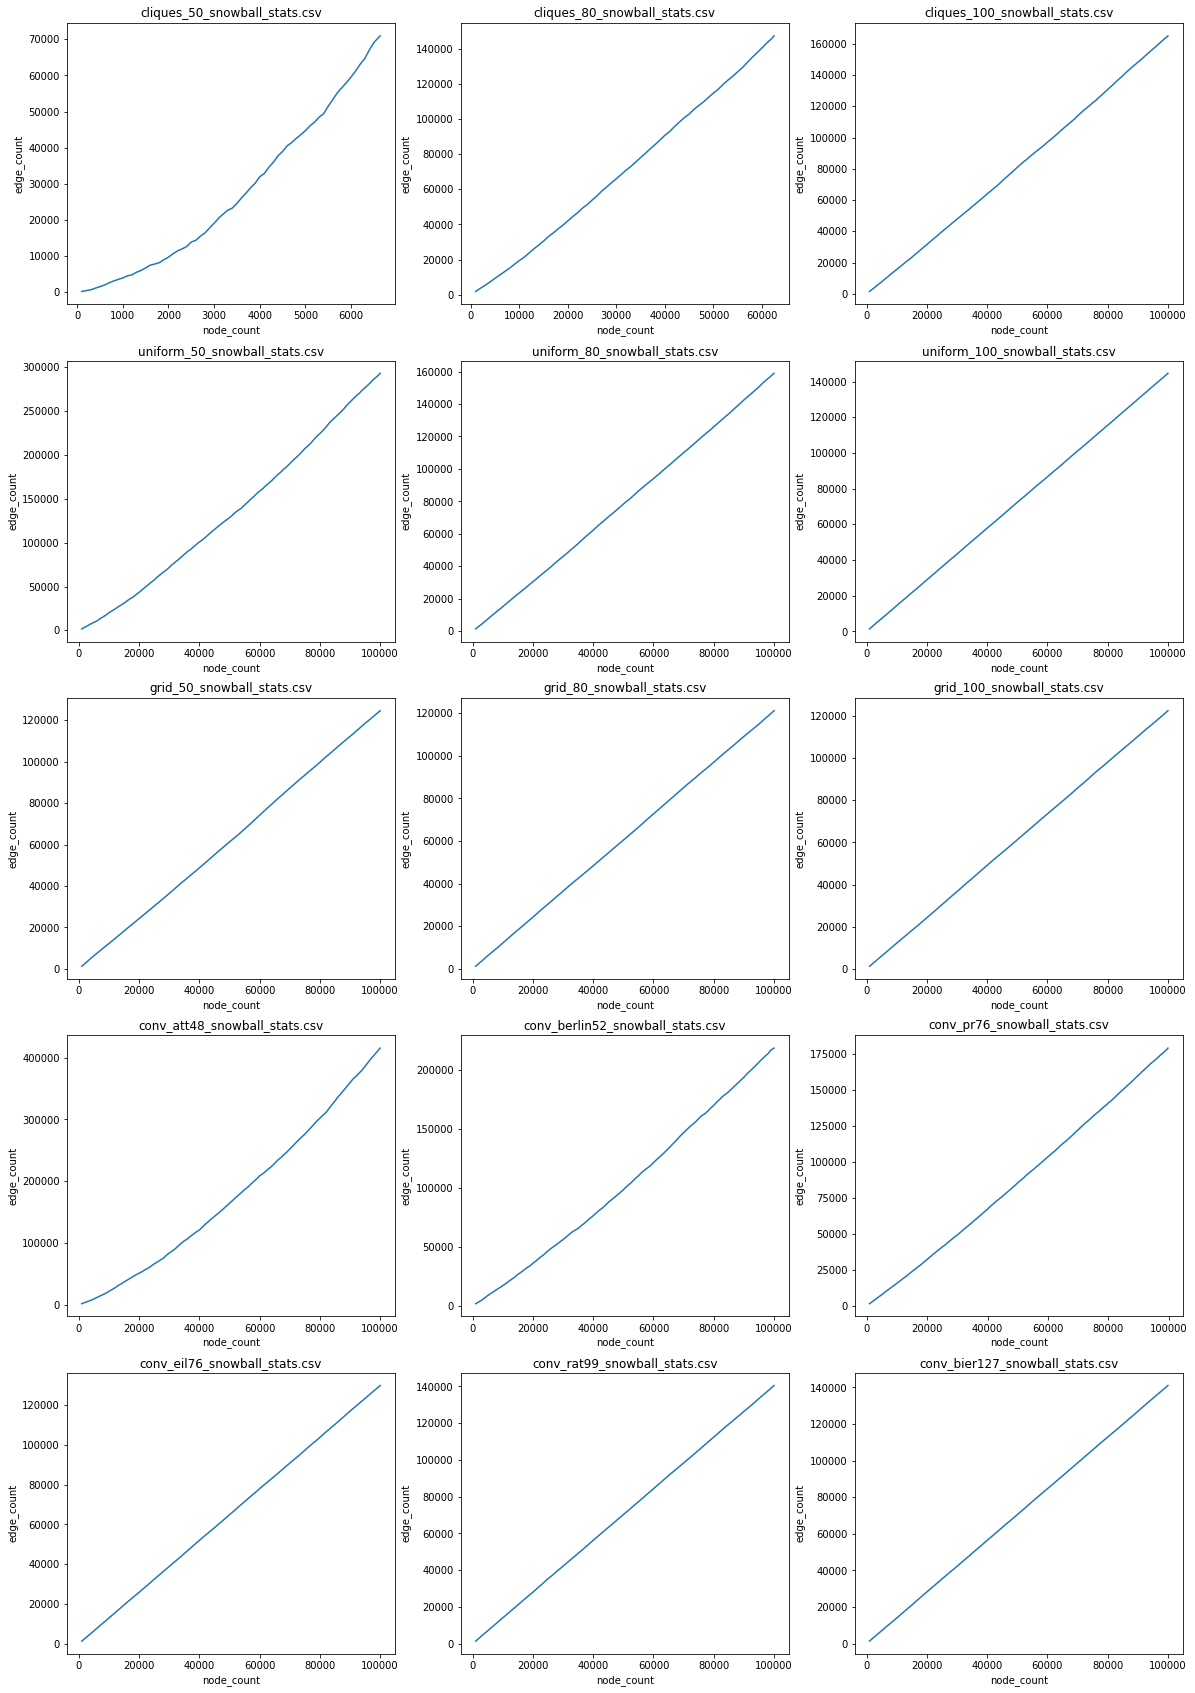 cliques_50_snowball_stats.csv
70000
60000
50000
40000
30000
20000
10000
0
edge_count
0 1000 2000 3000 4000 5000 6000
node_count
cliques_80_snowball_stats.csv
140000
120000
100000
80000
60000
40000
20000
0
edge_count
0 10000 20000 30000 40000 50000 60000
node_count
cliques_100_snowball_stats.csv
160000
140000
120000
100000
80000
60000
40000
20000
0
edge_count
0 20000 40000 60000 80000 100000
node_count
uniform_50_snowball_stats.csv
300000
250000
200000
150000
100000
50000
0
edge_count
0 20000 40000 60000 80000 100000
node_count
uniform_80_snowball_stats.csv
160000
140000
120000
100000
80000
60000
40000
20000
0
edge_count
0 20000 40000 60000 80000 100000
node_count
uniform_100_snowball_stats.csv
140000
120000
100000
80000
60000
40000
20000
0
edge_count
0 20000 40000 60000 80000 100000
node_count
grid_50_snowball_stats.csv
120000
100000
80000
60000
40000
20000
0
edge_count
0 20000 40000 60000 80000 100000
node_count
grid_80_snowball_stats.csv
120000
100000
80000
60000
40000
20000
0
edge_count
0 20000 40000 60000 80000 100000
node_count
grid_100_snowball_stats.csv
120000
100000
80000
60000
40000
20000
0
edge_count
0 20000 40000 60000 80000 100000
node_count
conv_att48_snowball_stats.csv
400000
300000
200000
100000
0
edge_count
0 20000 40000 60000 80000 100000
node_count
conv_berlin52_snowball_stats.csv
200000
150000
100000
50000
0
edge_count
0 20000 40000 60000 80000 100000
node_count
conv_pr76_snowball_stats.csv
175000
150000
125000
100000
75000
50000
25000
0
edge_count
0 20000 40000 60000 80000 100000
node_count
conv_eil76_snowball_stats.csv
120000
100000
80000
60000
40000
20000
0
edge_count
0 20000 40000 60000 80000 100000
node_count
conv_rat99_snowball_stats.csv
140000
120000
100000
80000
60000
40000
20000
0
edge_count
0 20000 40000 60000 80000 100000
node_count
conv_bier127_snowball_stats.csv
140000
120000
100000
80000
60000
40000
20000
0
edge_count
0 20000 40000 60000 80000 100000
node_count